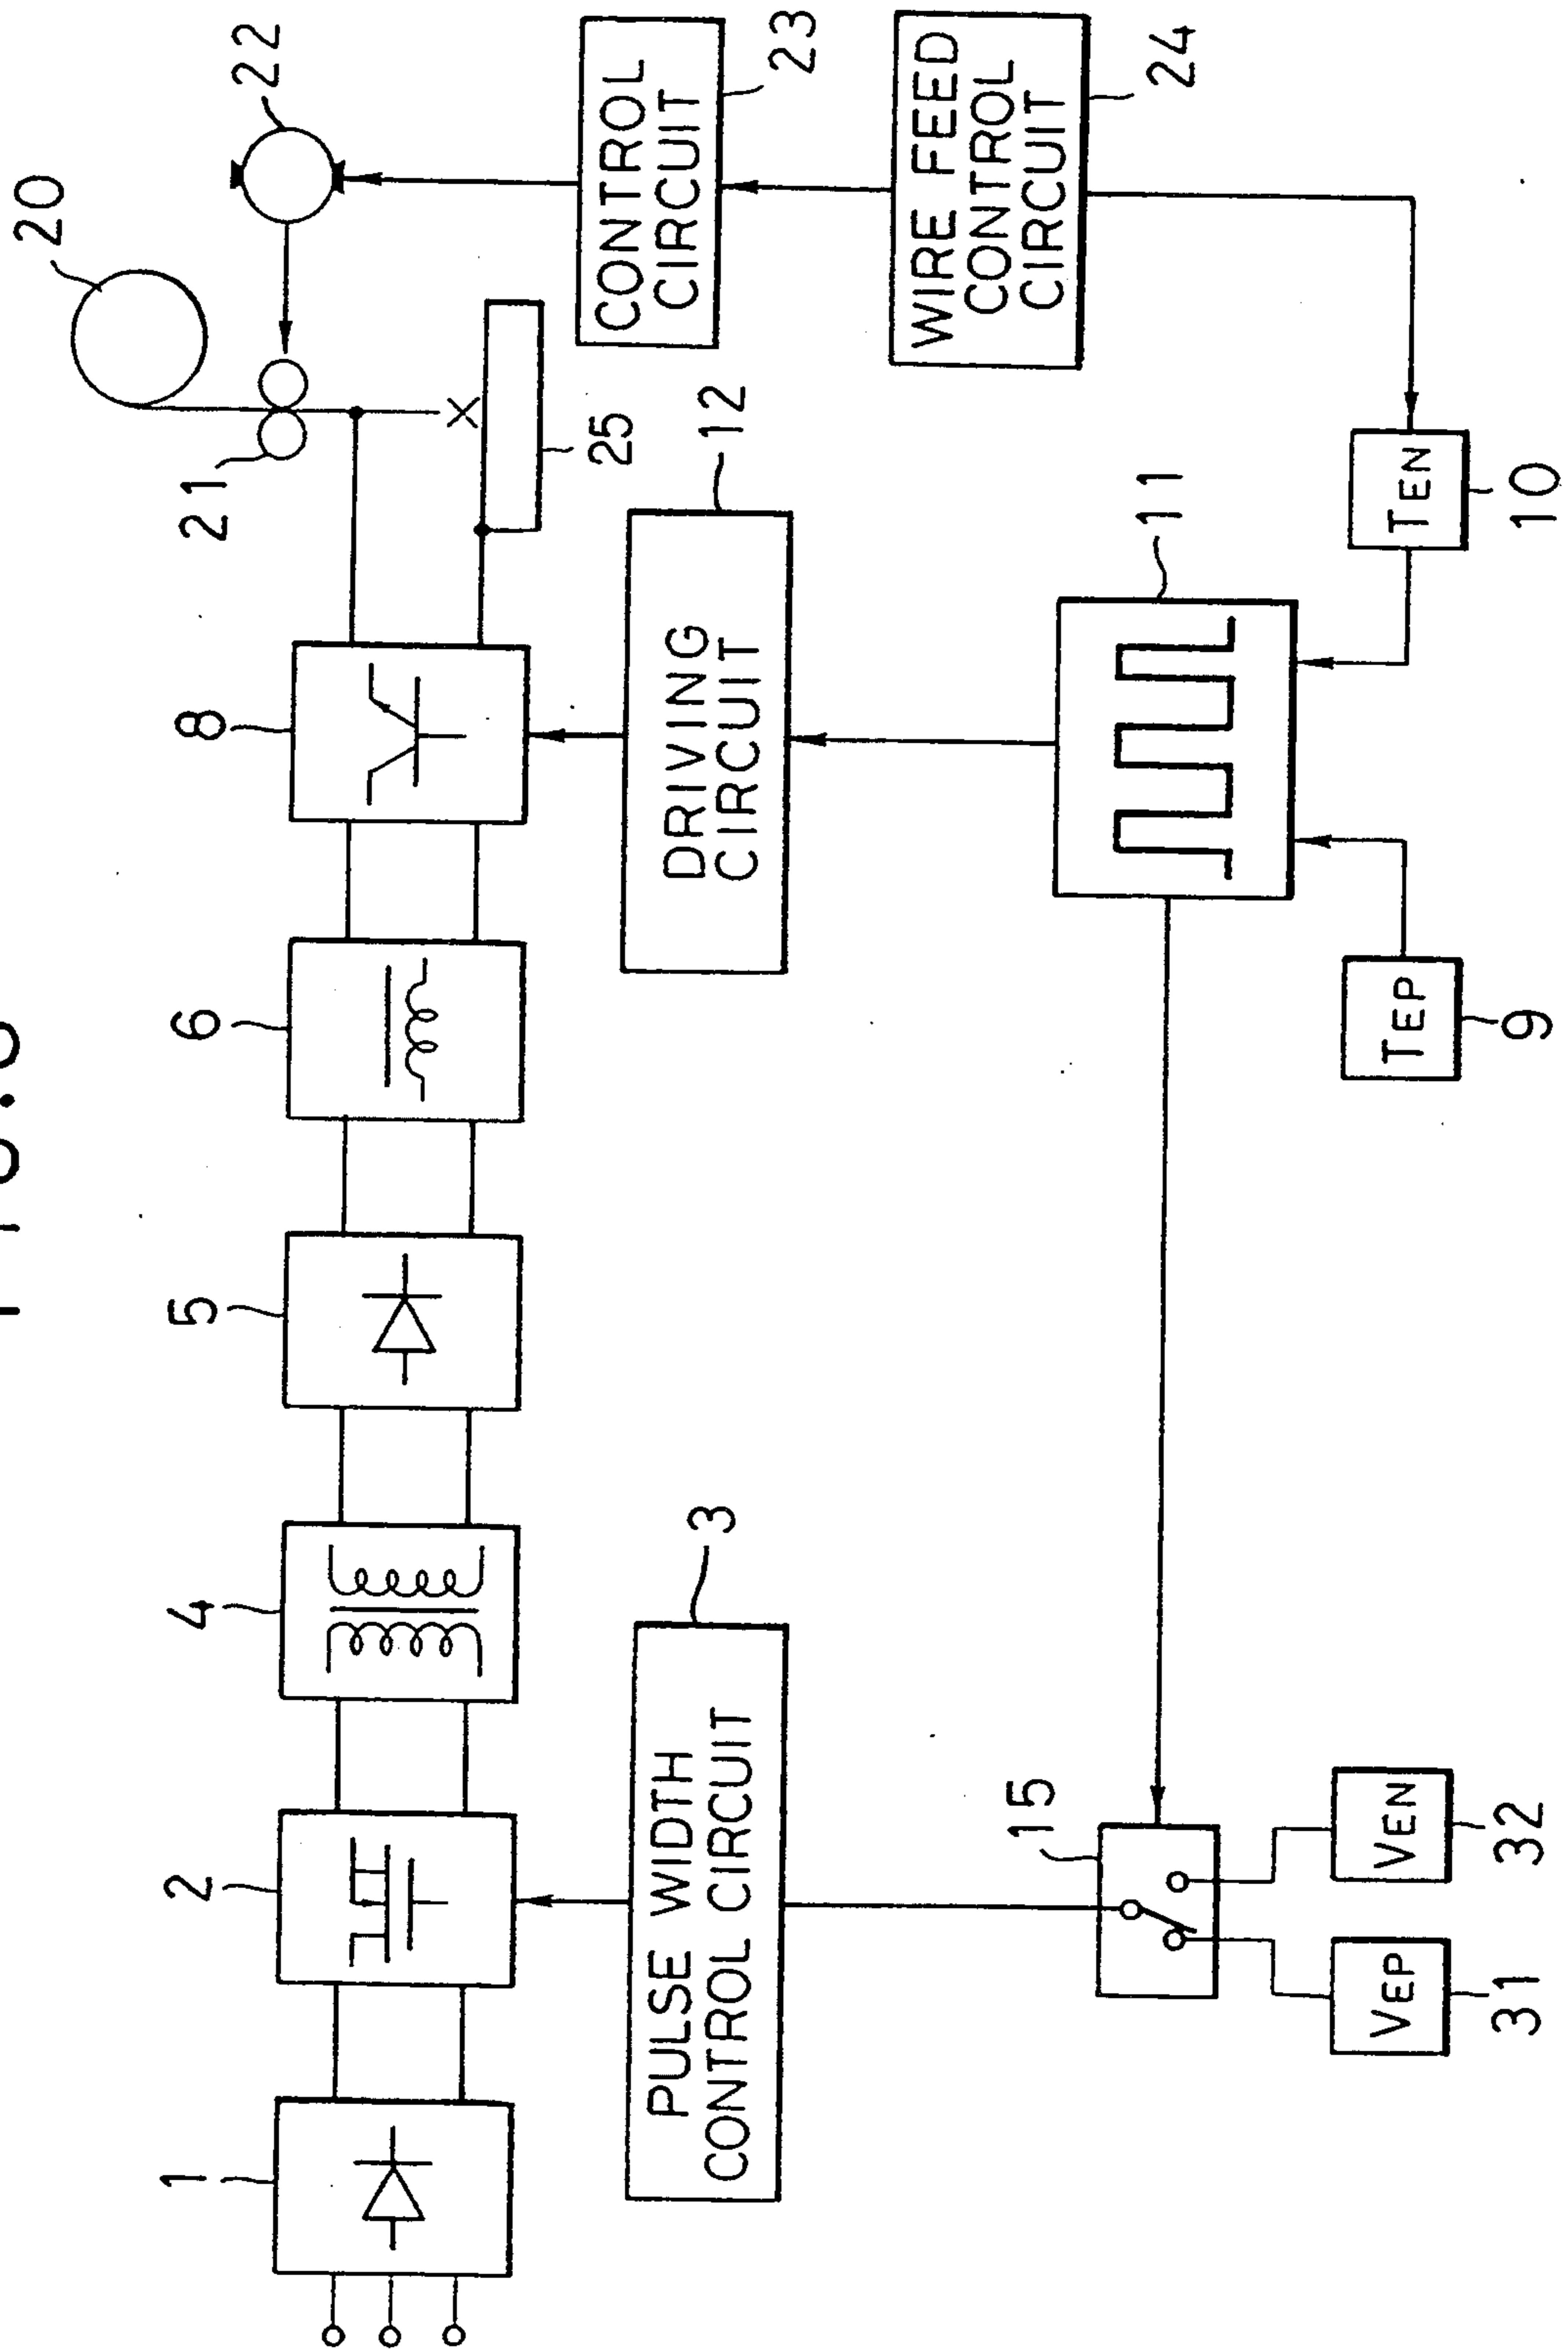 1
2
4
5
6
8
21
20
22
PULSE WIDTH
CONTROL CIRCUIT
3
DRIVING
CIRCUIT
12
25
CONTROL
CIRCUIT
23
15
11
WIRE FEED
CONTROL
CIRCUIT
24
VEP
31
VEN
32
TEP
9
TEN
10